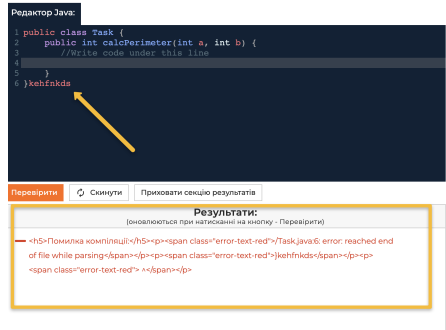 Редактор Java:
1 public class Task {
2 public int calcPerimeter(int a, int b) {
3 //Write code under this line
4
5 }
6 }kehfnkds
Перевірити Скинути Приховати секцію результатів
Результати:
(оновлюються при натисканні на кнопку - Перевірити)
<h5>Помилка компіляції:</h5><p><span class="error-text-red">/Task.java:6: error: reached end
of file while parsing</span></p><p><span class="error-text-red">}kehfnkds</span></p><p>
<span class="error-text-red"> ^</span></p>